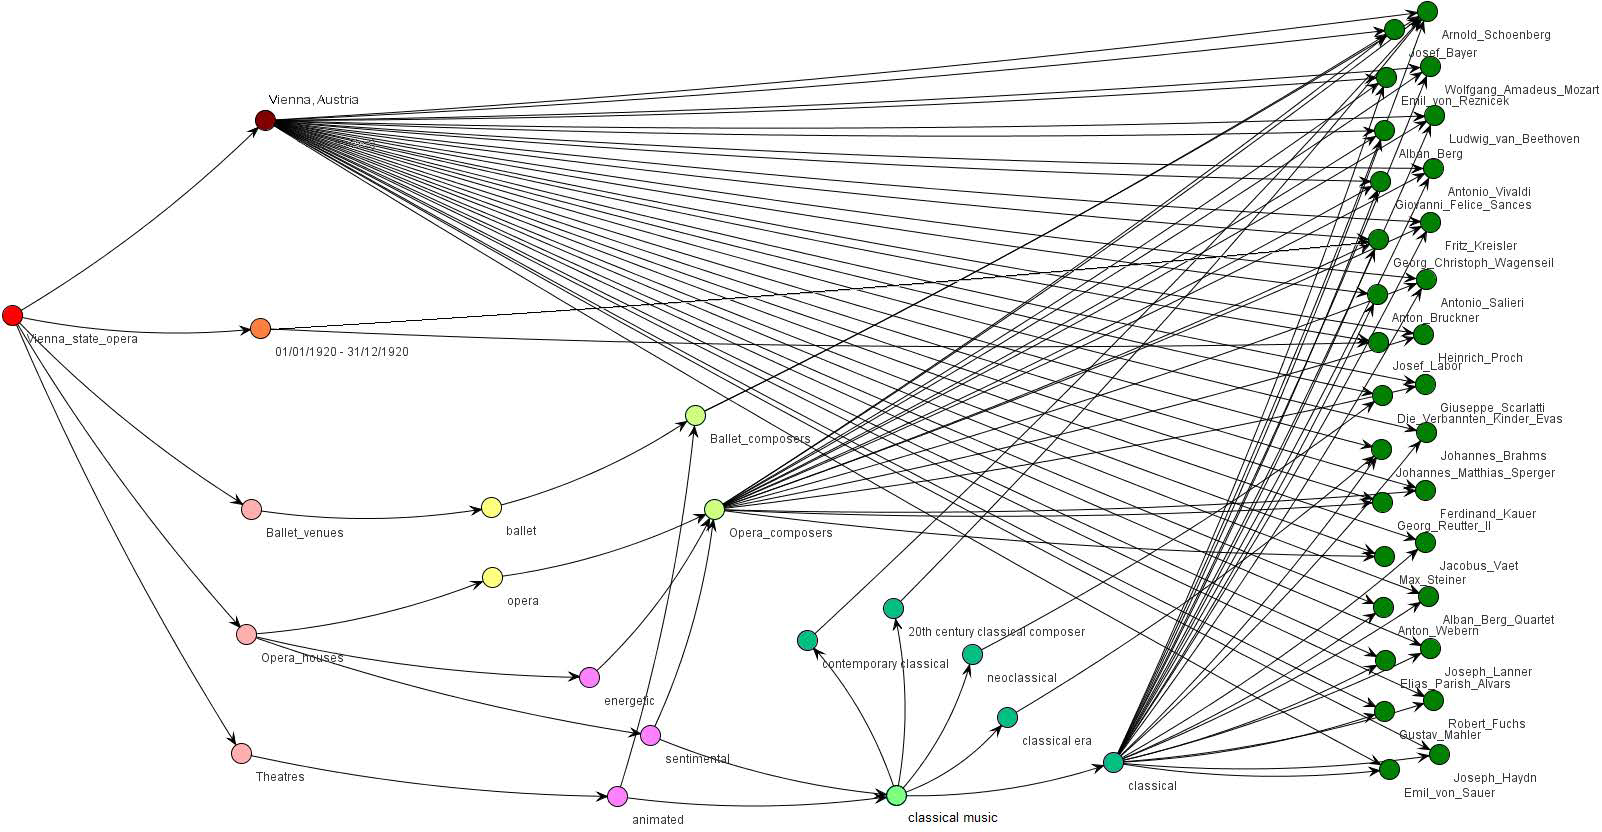 Arnold_Schoenberg
Josef_Bayer
Wolfgang_Amadeus_Mozart
Vienna, Austria
Emil_von_Reznicek
Ludwig_van_Beethoven
Alban_Berg
Antonio_Vivaldi
Giovanni_Felice_Sances
Fritz_Kreisler
Georg_Christoph_Wagenseil
Antonio_Salieri
Anton_Bruckner
Vienna_state_opera
01/01/1920 - 31/12/1920
Heinrich_Proch
Josef_Labor
Giuseppe_Scarlatti
Die_Verbannten_Kinder_Evas
Ballet_composers
Johannes_Brahms
Johannes_Matthias_Sperger
Ferdinand_Kauer
Georg_Reutter_II
Ballet_venues
ballet
Opera_composers
Jacobus_Vaet
Max_Steiner
opera
Alban_Berg_Quartet
Anton_Webern
20th century classical composer
Opera_houses
contemporary classical
Joseph_Lanner
neoclassical
Elias_Parish_Alvars
energetic
Robert_Fuchs
Gustav_Mahler
classical era
sentimental
Theatres
Joseph_Haydn
classical
Emil_von_Sauer
animated
classical music